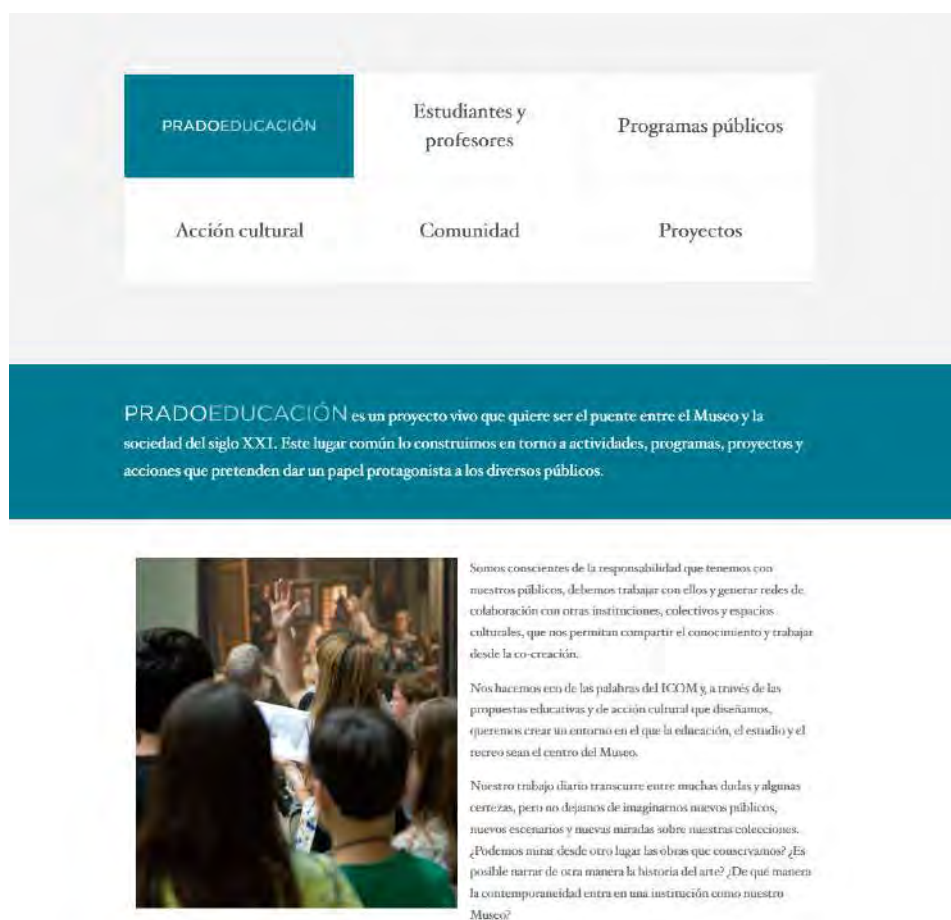 PRADOEDUCACIÓN
Estudiantes y
profesores
Programas públicos
Acción cultural
Comunidad
Proyectos
PRADOEDUCACIÓN es un proyecto vivo que quiere ser el puente entre el Museo y la
sociedad del siglo XXI. Este lugar común lo construimos en torno a actividades, programas, proyectos y
acciones que pretenden dar un papel protagonista a los diversos públicos.
Somos conscientes de la responsabilidad que tenemos con
nuestros públicos, debemos trabajar con ellos y generar redes de
colaboración con otras instituciones, colectivos y espacios
culturales, que nos permitan compartir el conocimiento y trabajar
desde la co-creación.
Nos hacemos eco de las palabras del ICOM y, a través de las
propuestas educativas y de acción cultural que diseñamos,
queremos crear un entorno en el que la educación, el estudio y el
recreo sean el centro del Museo.
Nuestro trabajo diario transcurre entre muchas dudas y algunas
certezas, pero no dejamos de imaginarnos nuevos públicos,
nuevos escenarios y nuevas miradas sobre nuestras colecciones.
¿Podemos mirar desde otro lugar las obras que conservamos? ¿Es
posible narrar de otra manera la historia del arte? ¿De qué manera
la contemporaneidad entra en una institución como nuestro
Museo?